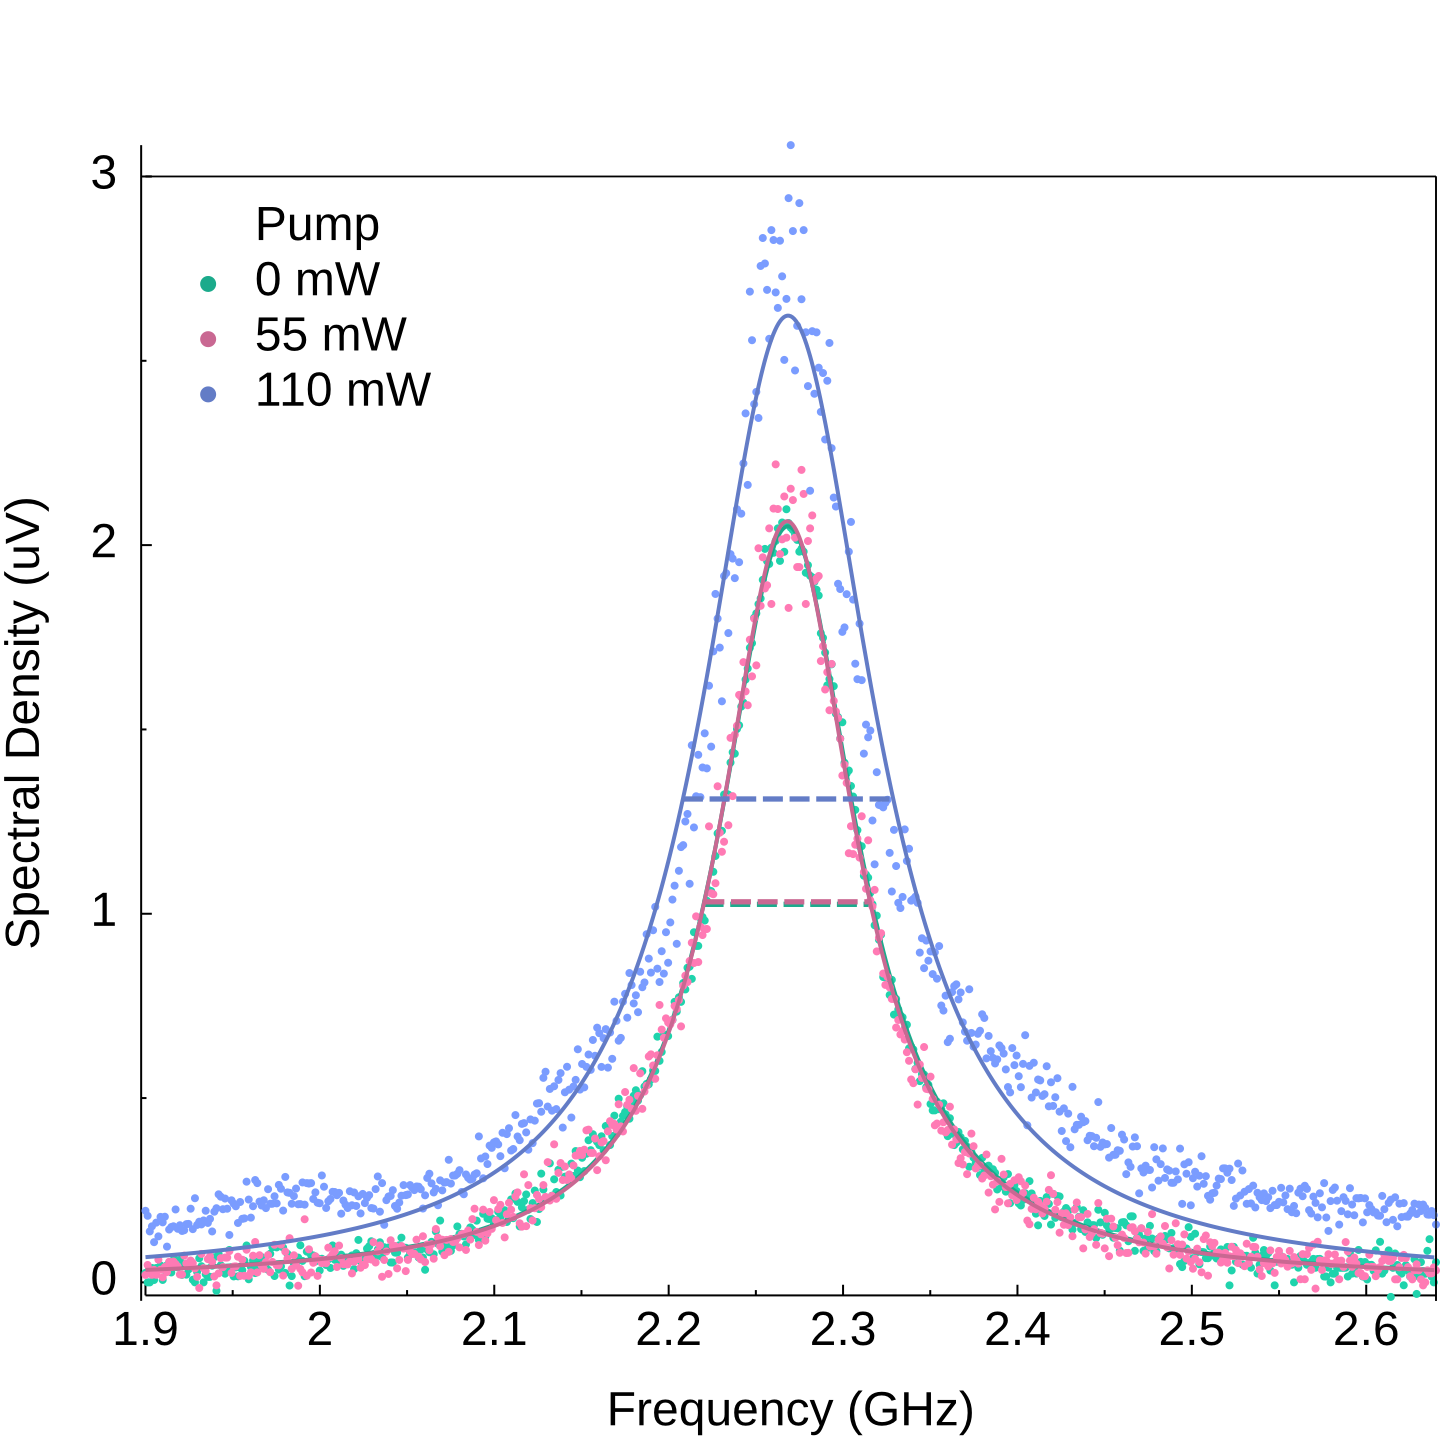 3
Pump
0 mW
55 mW
110 mW
2
1
0
Spectral Density (uV)
1.9 2 2.1 2.2 2.3 2.4 2.5 2.6
Frequency (GHz)